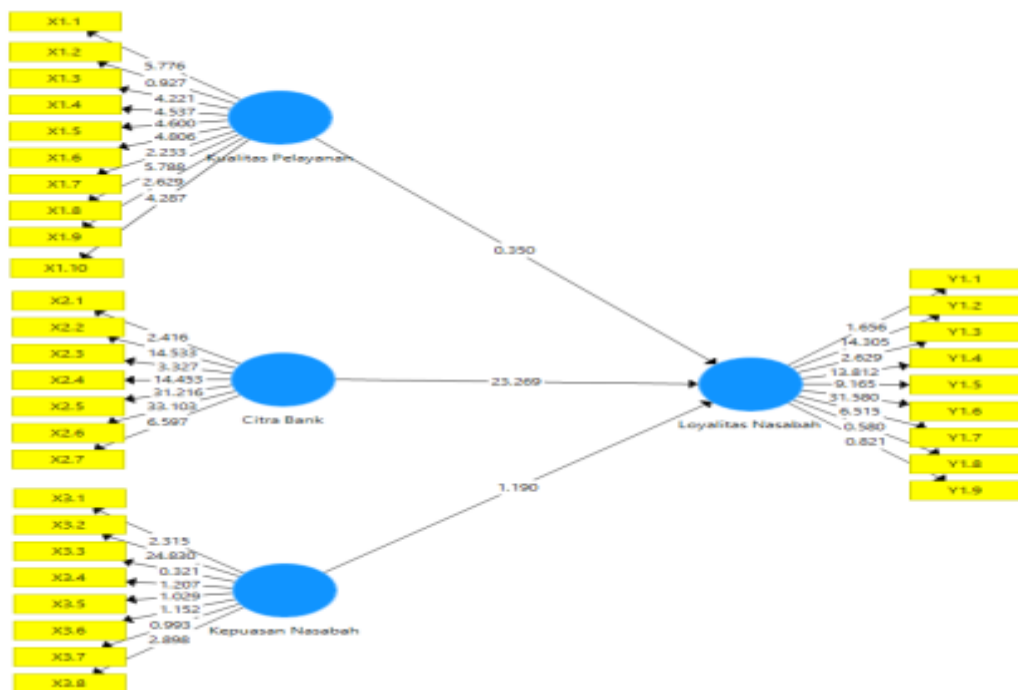 X1.1
X1.2
X1.3
X1.4
X1.5
X1.6
X1.7
X1.8
X1.9
X1.10
5.776
0.927
4.221
4.537
4.600
4.806
2.233
5.788
2.629
4.287
Kualitas Pelayanan
0.350
X2.1
X2.2
X2.3
X2.4
X2.5
X2.6
X2.7
2.416
14.533
3.327
14.453
31.216
33.103
6.597
Citra Bank
23.269
X3.1
X3.2
X3.3
X3.4
X3.5
X3.6
X3.7
X3.8
2.315
24.830
0.321
1.207
1.029
1.152
0.993
2.898
Kepuasan Nasabah
1.190
Loyalitas Nasabah
1.656
14.305
2.629
13.812
9.165
31.580
6.515
0.580
0.821
Y1.1
Y1.2
Y1.3
Y1.4
Y1.5
Y1.6
Y1.7
Y1.8
Y1.9